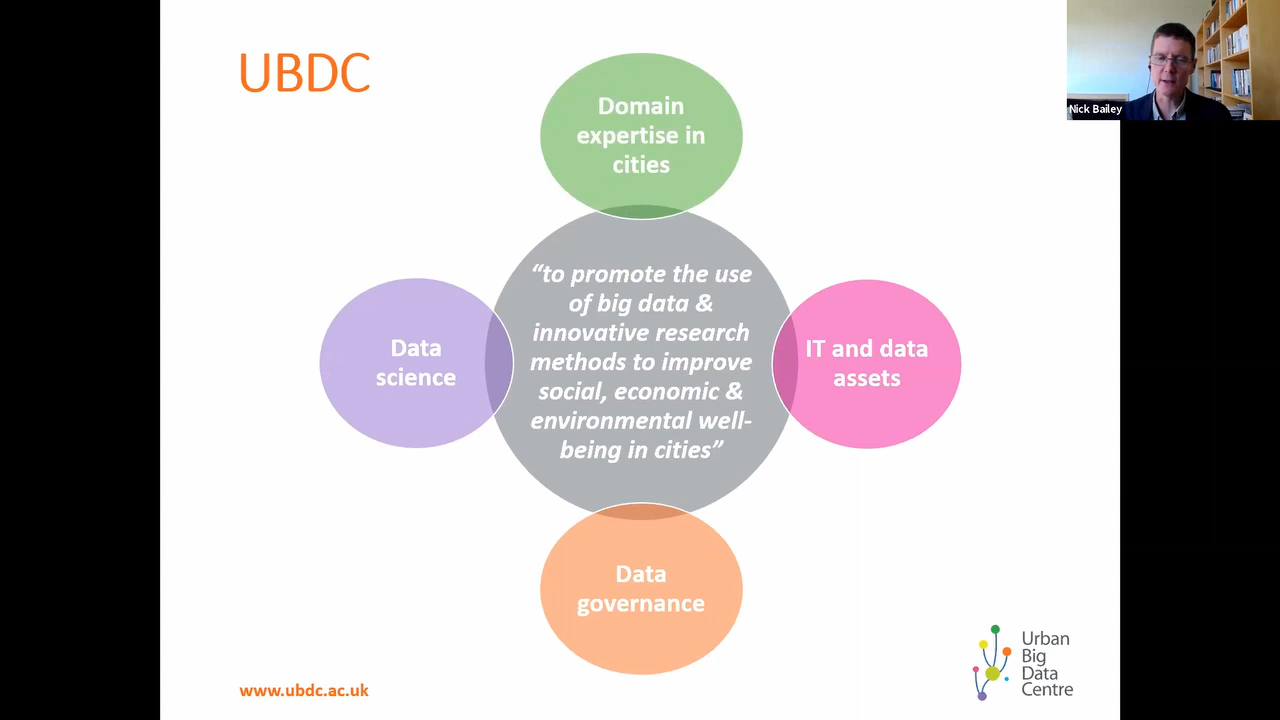 UBDC
Nick Bailey
Domain
expertise in
cities
“to promote the use
of big data &
innovative research
methods to improve
social, economic &
environmental well-
being in cities”
Data
science
IT and data
assets
Data
governance
www.ubdc.ac.uk
Urban
Big
Data
Centre